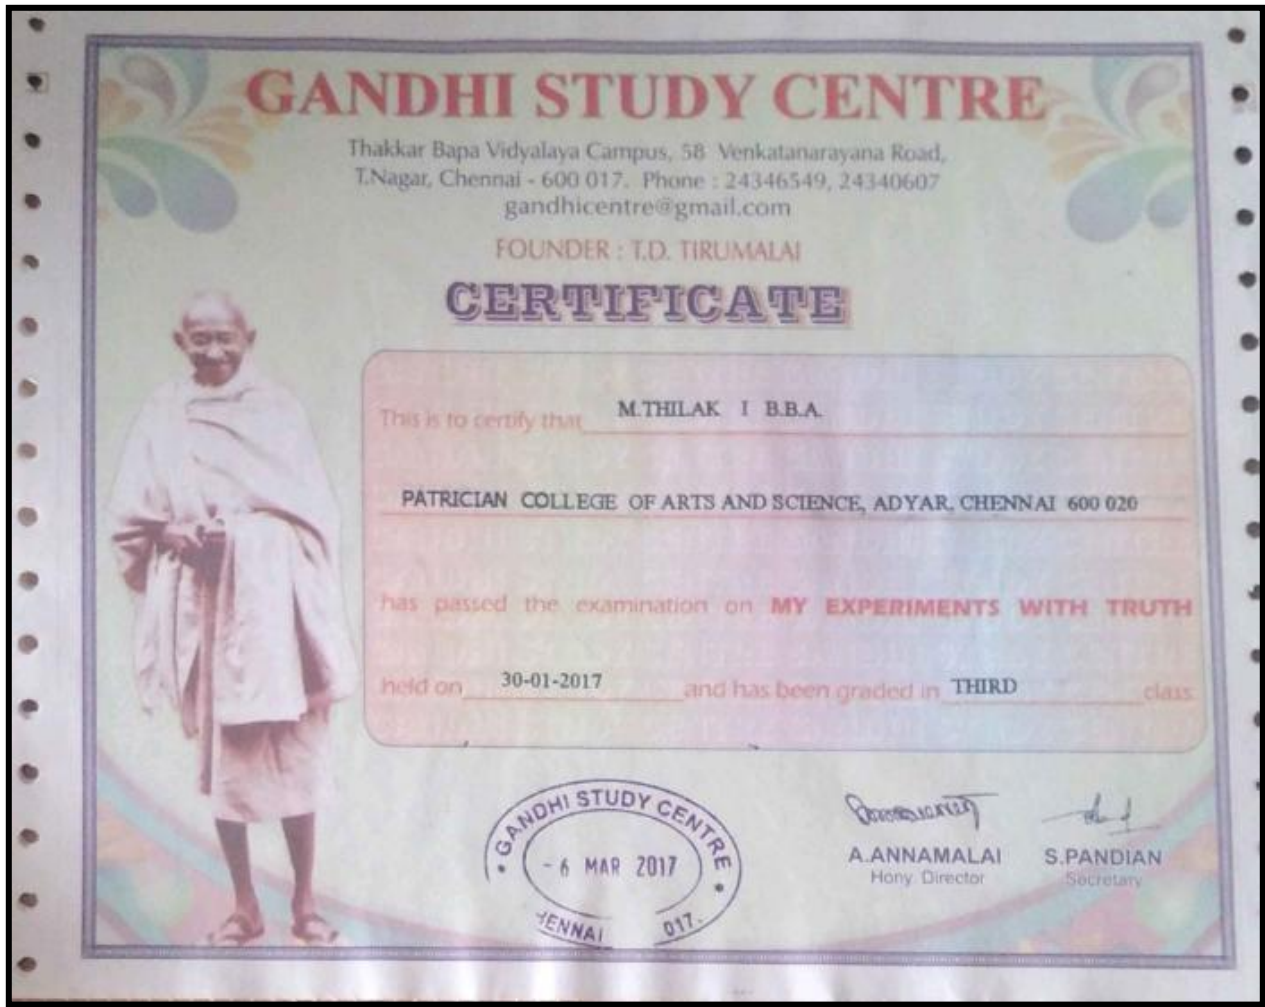 GANDHI STUDY CENTRE
Thakkar Bapa Vidyalaya Campus, 58 Venkatanarayana Road,
T.Nagar, Chennai - 600 017. Phone : 24346549, 24340607
gandhicentre@gmail.com
FOUNDER : T.D. TIRUMALAI
CERTIFICATE
This is to certify that M.THILAK I B.B.A.
PATRICIAN COLLEGE OF ARTS AND SCIENCE, ADYAR, CHENNAI 600 020
has passed the examination on MY EXPERIMENTS WITH TRUTH
held on 30-01-2017 and has been graded in THIRD class
GANDHI STUDY CENTRE
- 6 MAR 2017
HENNAI 017.
A.ANNAMALAI S.PANDIAN
Hony. Director Secretary